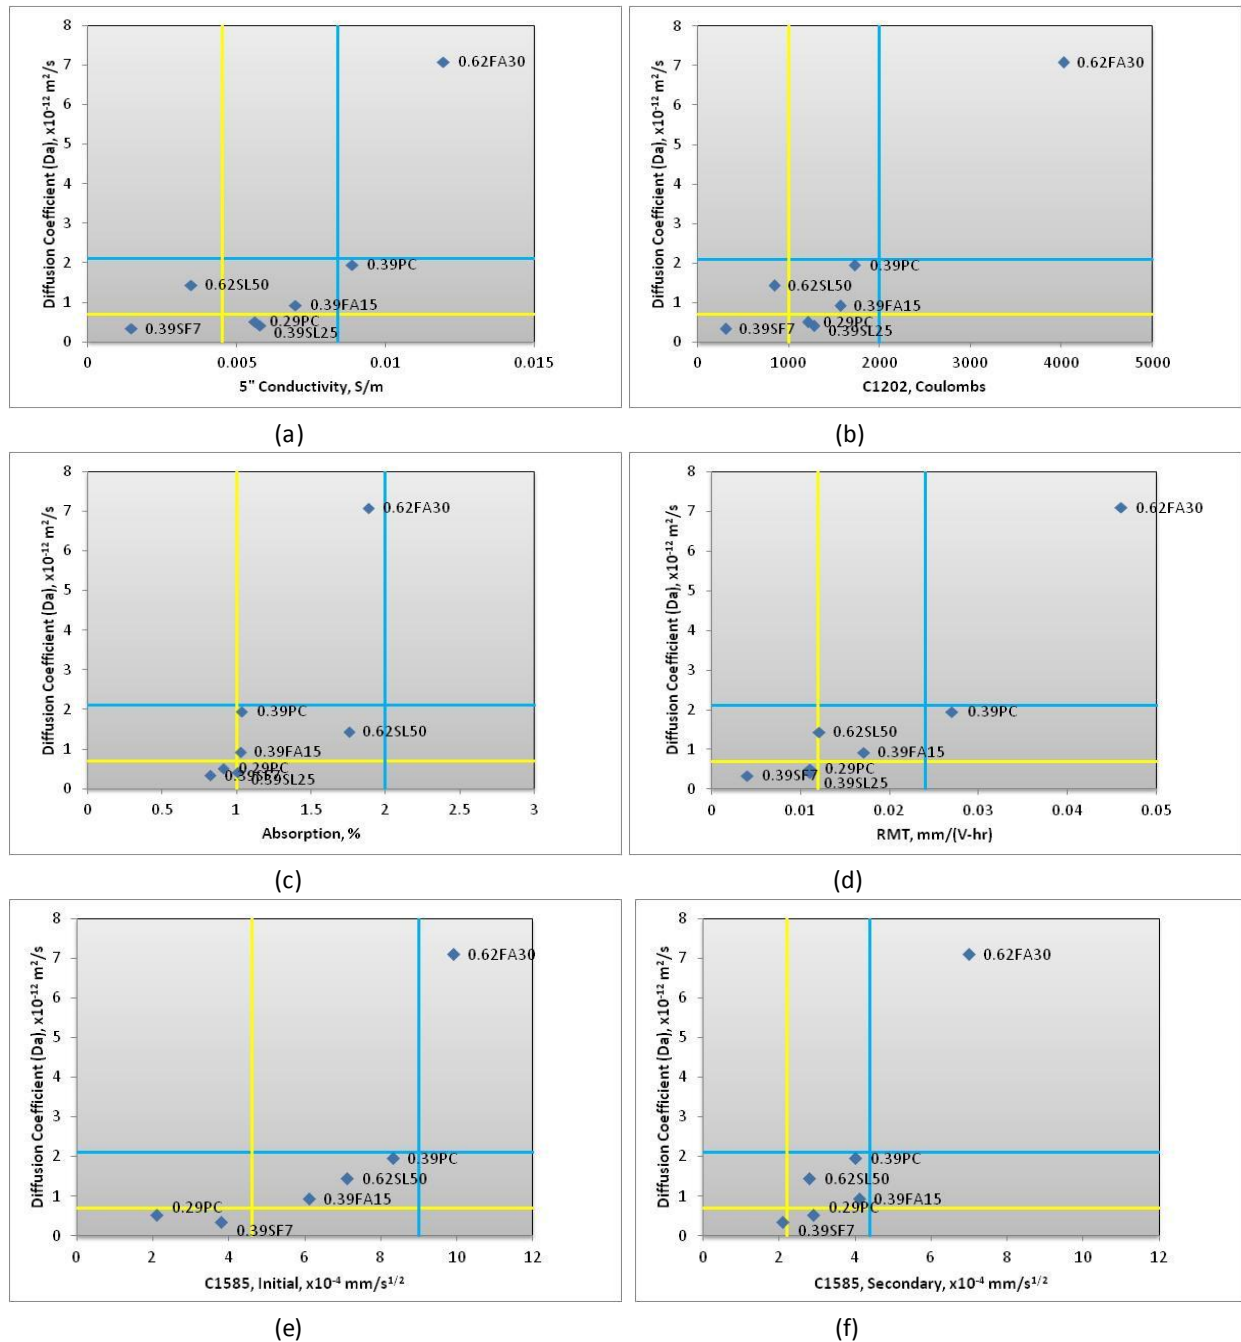 8
7
6
5
4
3
2
1
0
Diffusion Coefficient (Da), x10⁻¹² m²/s
0.62FA30
0.39PC
0.62SL50
0.39FA15
0.29PC
0.39SF7
0.39SL25
0
0.005
0.01
0.015
5" Conductivity, S/m
(a)
8
7
6
5
4
3
2
1
0
Diffusion Coefficient (Da), x10⁻¹² m²/s
0.62FA30
0.39PC
0.62SL50
0.39FA15
0.29PC
0.39SF7
0.39SL25
0
1000
2000
3000
4000
5000
C1202, Coulombs
(b)
8
7
6
5
4
3
2
1
0
Diffusion Coefficient (Da), x10⁻¹² m²/s
0.62FA30
0.39PC
0.62SL50
0.39FA15
0.29PC
0.39SF7
0.39SL25
0
0.5
1
1.5
2
2.5
3
Absorption, %
(c)
8
7
6
5
4
3
2
1
0
Diffusion Coefficient (Da), x10⁻¹² m²/s
0.62FA30
0.39PC
0.62SL50
0.39FA15
0.29PC
0.39SF7
0.39SL25
0
0.01
0.02
0.03
0.04
0.05
RMT, mm/(V-hr)
(d)
8
7
6
5
4
3
2
1
0
Diffusion Coefficient (Da), x10⁻¹² m²/s
0.62FA30
0.39PC
0.62SL50
0.39FA15
0.29PC
0.39SF7
0
2
4
6
8
10
12
C1585, Initial, x10⁻⁴ mm/s¹ᐟ²
(e)
8
7
6
5
4
3
2
1
0
Diffusion Coefficient (Da), x10⁻¹² m²/s
0.62FA30
0.39PC
0.62SL50
0.39FA15
0.29PC
0.39SF7
0
2
4
6
8
10
12
C1585, Secondary, x10⁻⁴ mm/s¹ᐟ²
(f)